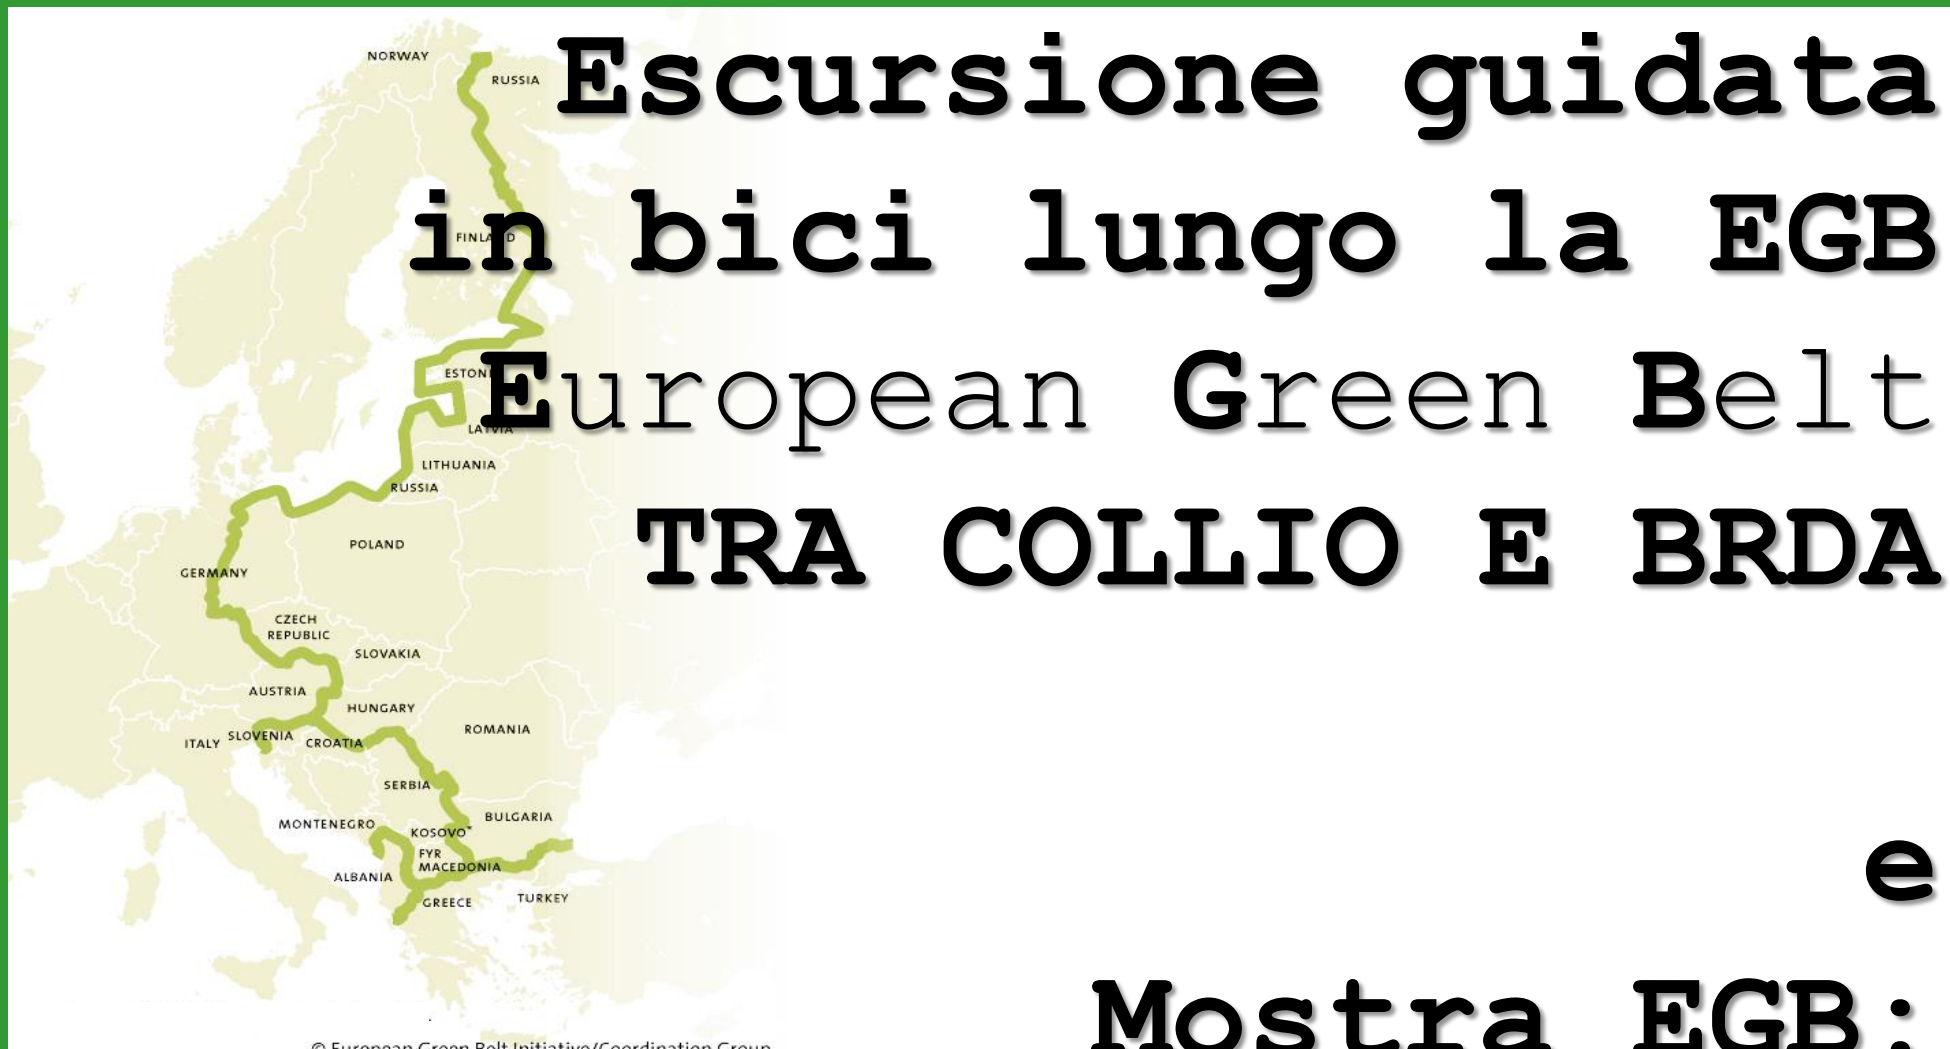 Escursione guidata
in bici lungo la EGB
European Green Belt
TRA COLLIO E BRDA
e
Mostra EGB:
NORWAY
RUSSIA
FINLAND
ESTONIA
LATVIA
LITHUANIA
RUSSIA
POLAND
GERMANY
CZECH
REPUBLIC
SLOVAKIA
AUSTRIA
HUNGARY
ROMANIA
ITALY
SLOVENIA
CROATIA
SERBIA
BULGARIA
MONTENEGRO
KOSOVO*
FYR
MACEDONIA
ALBANIA
GREECE
TURKEY
© European Green Belt Initiative/Coordination Group